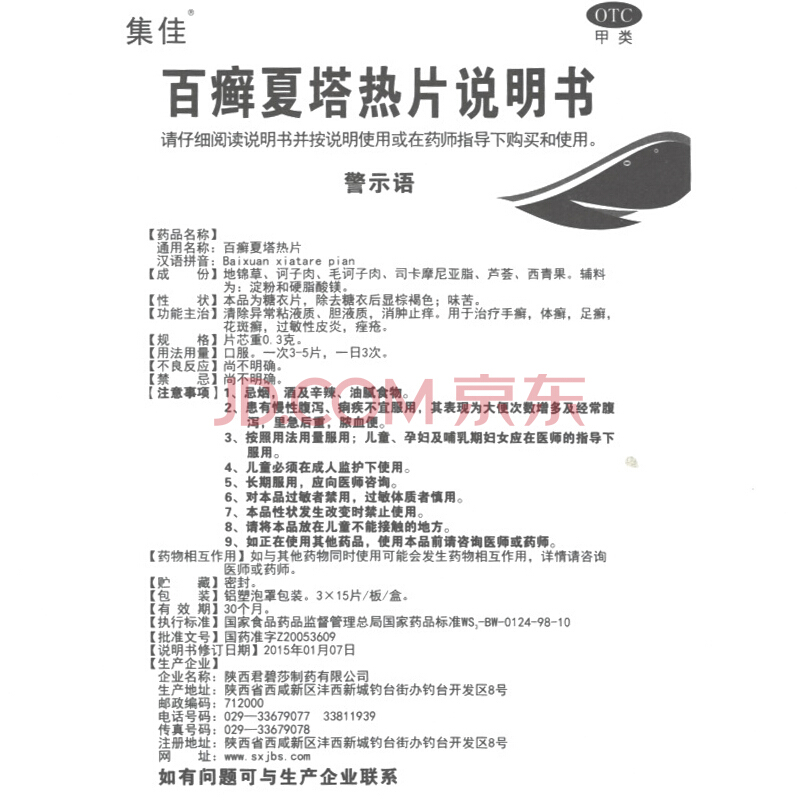 集佳®
OTC
甲类
百癣夏塔热片说明书
请仔细阅读说明书并按说明使用或在药师指导下购买和使用。
警示语
【药品名称】
通用名称：百癣夏塔热片
汉语拼音：Baixuan xiatare pian
【成 份】地锦草、诃子肉、毛诃子肉、司卡摩尼亚脂、芦荟、西青果。辅料
为：淀粉和硬脂酸镁。
【性 状】本品为糖衣片，除去糖衣后显棕褐色；味苦。
【功能主治】清除异常粘液质、胆液质，消肿止痒。用于治疗手癣，体癣，足癣，
花斑癣，过敏性皮炎，痤疮。
【规 格】片芯重0.3克。
【用法用量】口服。一次3-5片，一日3次。
【不良反应】尚不明确。
【禁 忌】尚不明确。
【注意事项】1、忌烟，酒及辛辣、油腻食物。
2、患有慢性腹泻、痢疾不宜服用，其表现为大便次数增多及经常腹
泻，里急后重，脓血便。
3、按照用法用量服用；儿童、孕妇及哺乳期妇女应在医师的指导下
服用。
4、儿童必须在成人监护下使用。
5、长期服用，应向医师咨询。
6、对本品过敏者禁用，过敏体质者慎用。
7、本品性状发生改变时禁止使用。
8、请将本品放在儿童不能接触的地方。
9、如正在使用其他药品，使用本品前请咨询医师或药师。
【药物相互作用】如与其他药物同时使用可能会发生药物相互作用，详情请咨询
医师或药师。
【贮 藏】密封。
【包 装】铝塑泡罩包装。3×15片/板/盒。
【有 效 期】30个月。
【执行标准】国家食品药品监督管理总局国家药品标准WS₃-BW-0124-98-10
【批准文号】国药准字Z20053609
【说明书修订日期】2015年01月07日
【生产企业】
企业名称：陕西君碧莎制药有限公司
生产地址：陕西省西咸新区沣西新城钓台街办钓台开发区8号
邮政编码：712000
电话号码：029—33679077 33811939
传真号码：029—33679078
注册地址：陕西省西咸新区沣西新城钓台街办钓台开发区8号
网 址：www.sxjbs.com
如有问题可与生产企业联系
JD.COM 京东